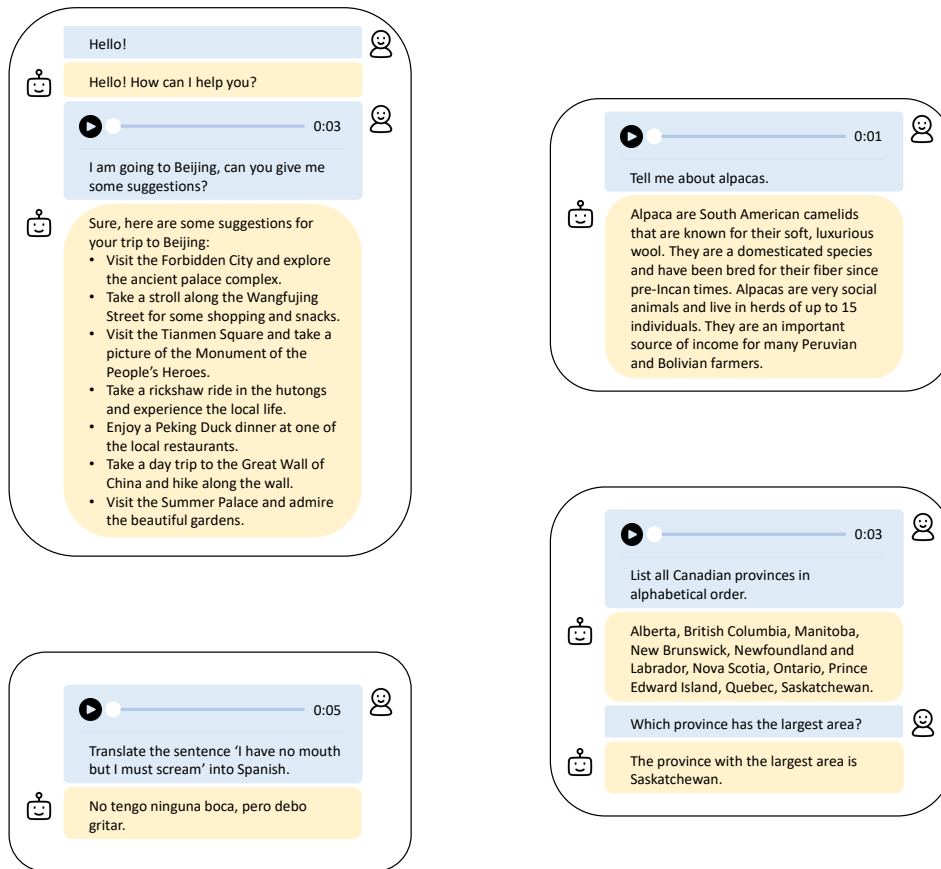 Hello!
Hello! How can I help you?
0:03
I am going to Beijing, can you give me
some suggestions?
Sure, here are some suggestions for
your trip to Beijing:
• Visit the Forbidden City and explore
the ancient palace complex.
• Take a stroll along the Wangfujing
Street for some shopping and snacks.
• Visit the Tianmen Square and take a
picture of the Monument of the
People's Heroes.
• Take a rickshaw ride in the hutongs
and experience the local life.
• Enjoy a Peking Duck dinner at one of
the local restaurants.
• Take a day trip to the Great Wall of
China and hike along the wall.
• Visit the Summer Palace and admire
the beautiful gardens.
0:05
Translate the sentence ‘I have no mouth
but I must scream’ into Spanish.
No tengo ninguna boca, pero debo
gritar.
0:01
Tell me about alpacas.
Alpaca are South American camelids
that are known for their soft, luxurious
wool. They are a domesticated species
and have been bred for their fiber since
pre-Incan times. Alpacas are very social
animals and live in herds of up to 15
individuals. They are an important
source of income for many Peruvian
and Bolivian farmers.
0:03
List all Canadian provinces in
alphabetical order.
Alberta, British Columbia, Manitoba,
New Brunswick, Newfoundland and
Labrador, Nova Scotia, Ontario, Prince
Edward Island, Quebec, Saskatchewan.
Which province has the largest area?
The province with the largest area is
Saskatchewan.